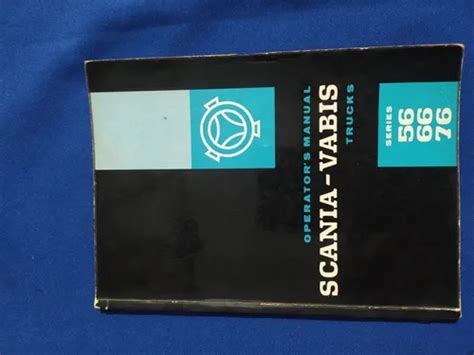 OPERATOR'S MANUAL
SCANIA-VABIS
TRUCKS
SERIES
56
66
76